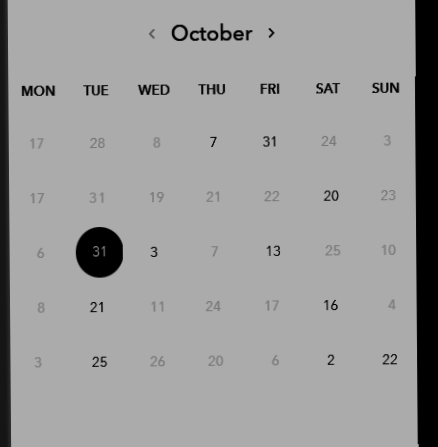 ‹ October ›
MON TUE WED THU FRI SAT SUN
17 28 8 7 31 24 3
17 31 19 21 22 20 23
6 31 3 7 13 25 10
8 21 11 24 17 16 4
3 25 26 20 6 2 22